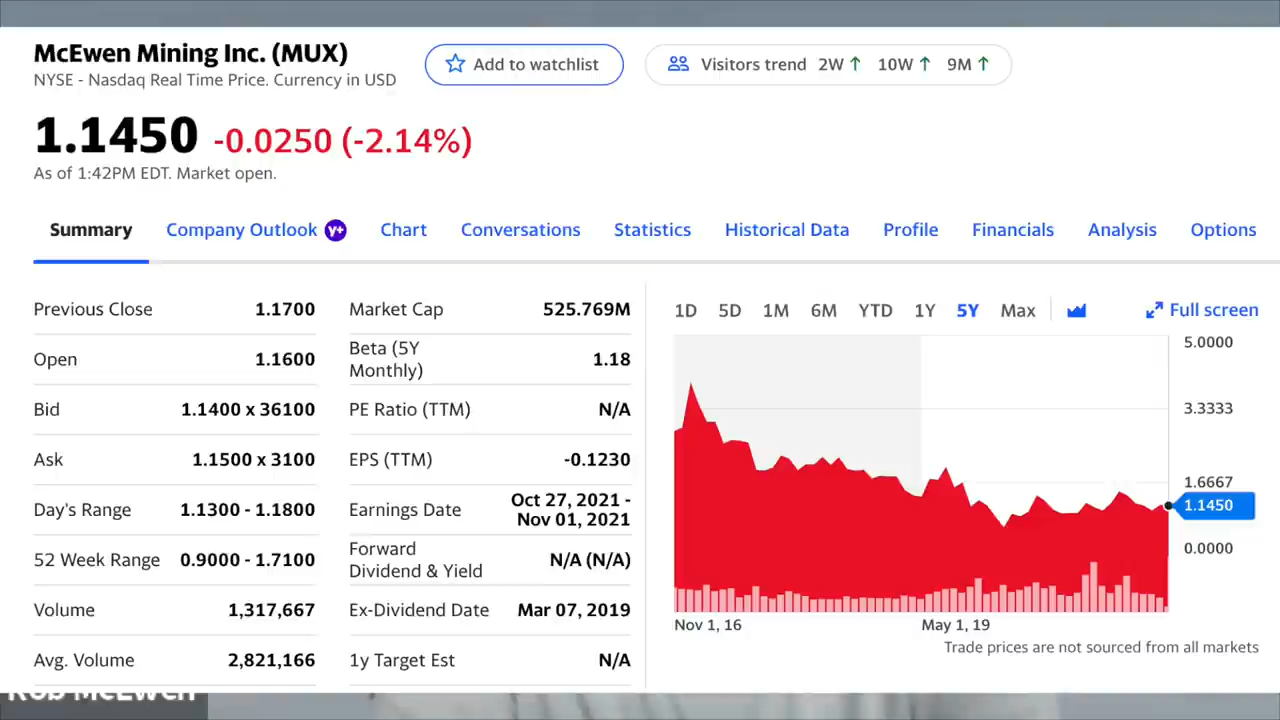 McEwen Mining Inc. (MUX)
NYSE - Nasdaq Real Time Price. Currency in USD
Add to watchlist
Visitors trend 2W ↑ 10W ↑ 9M ↑
1.1450 -0.0250 (-2.14%)
As of 1:42PM EDT. Market open.
Summary Company Outlook Y+ Chart Conversations Statistics Historical Data Profile Financials Analysis Options
Previous Close 1.1700
Open 1.1600
Bid 1.1400 x 36100
Ask 1.1500 x 3100
Day's Range 1.1300 - 1.1800
52 Week Range 0.9000 - 1.7100
Volume 1,317,667
Avg. Volume 2,821,166
Market Cap 525.769M
Beta (5Y
Monthly) 1.18
PE Ratio (TTM) N/A
EPS (TTM) -0.1230
Earnings Date Oct 27, 2021 -
Nov 01, 2021
Forward
Dividend & Yield N/A (N/A)
Ex-Dividend Date Mar 07, 2019
1y Target Est N/A
1D 5D 1M 6M YTD 1Y 5Y Max Full screen
5.0000
3.3333
1.6667
1.1450
0.0000
Nov 1, 16 May 1, 19
Trade prices are not sourced from all markets
Rob McEwen